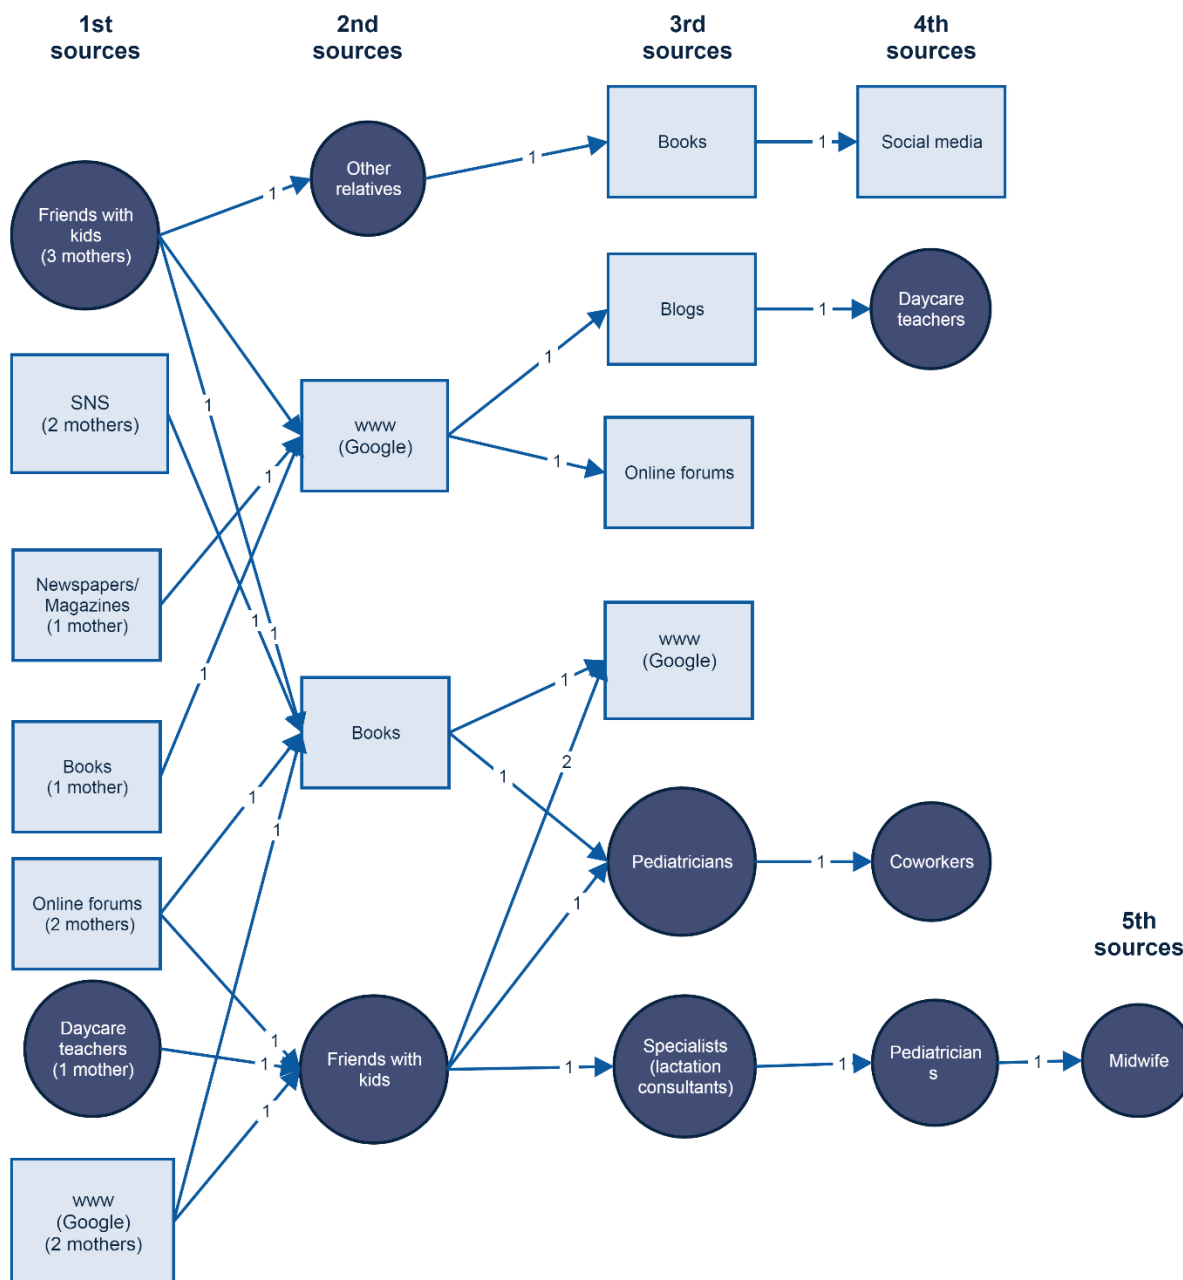 1st
sources
2nd
sources
3rd
sources
4th
sources
Friends with
kids
(3 mothers)
1
Other
relatives
1
Books
1
Social media
SNS
(2 mothers)
1
www
(Google)
1
Blogs
1
Daycare
teachers
1
Online forums
Newspapers/
Magazines
(1 mother)
1
1
1
Books
(1 mother)
1
Books
1
www
(Google)
1
2
Online forums
(2 mothers)
1
1
Pediatricians
1
Coworkers
1
5th
sources
Daycare
teachers
(1 mother)
1
1
Friends with
kids
1
Specialists
(lactation
consultants)
1
Pediatrician
s
1
Midwife
www
(Google)
(2 mothers)
1